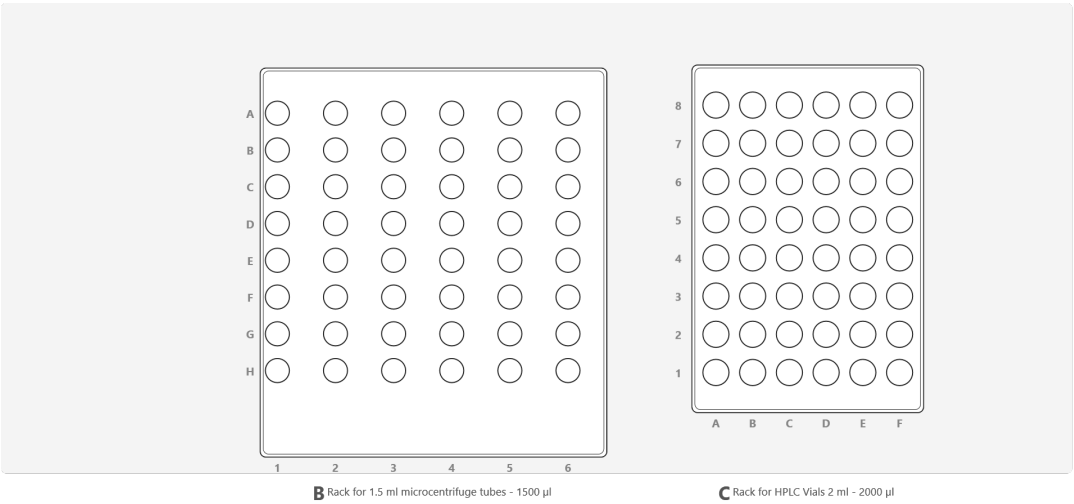 A
B
C
D
E
F
G
H
1 2 3 4 5 6
B Rack for 1.5 ml microcentrifuge tubes - 1500 µl
8
7
6
5
4
3
2
1
A B C D E F
C Rack for HPLC Vials 2 ml - 2000 µl